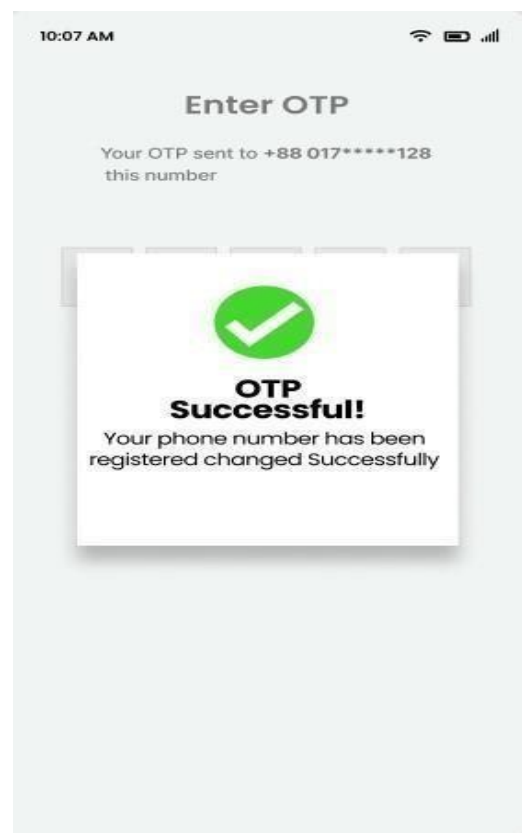 10:07 AM
Enter OTP
Your OTP sent to +88 017*****128
this number
OTP
Successful!
Your phone number has been
registered changed Successfully